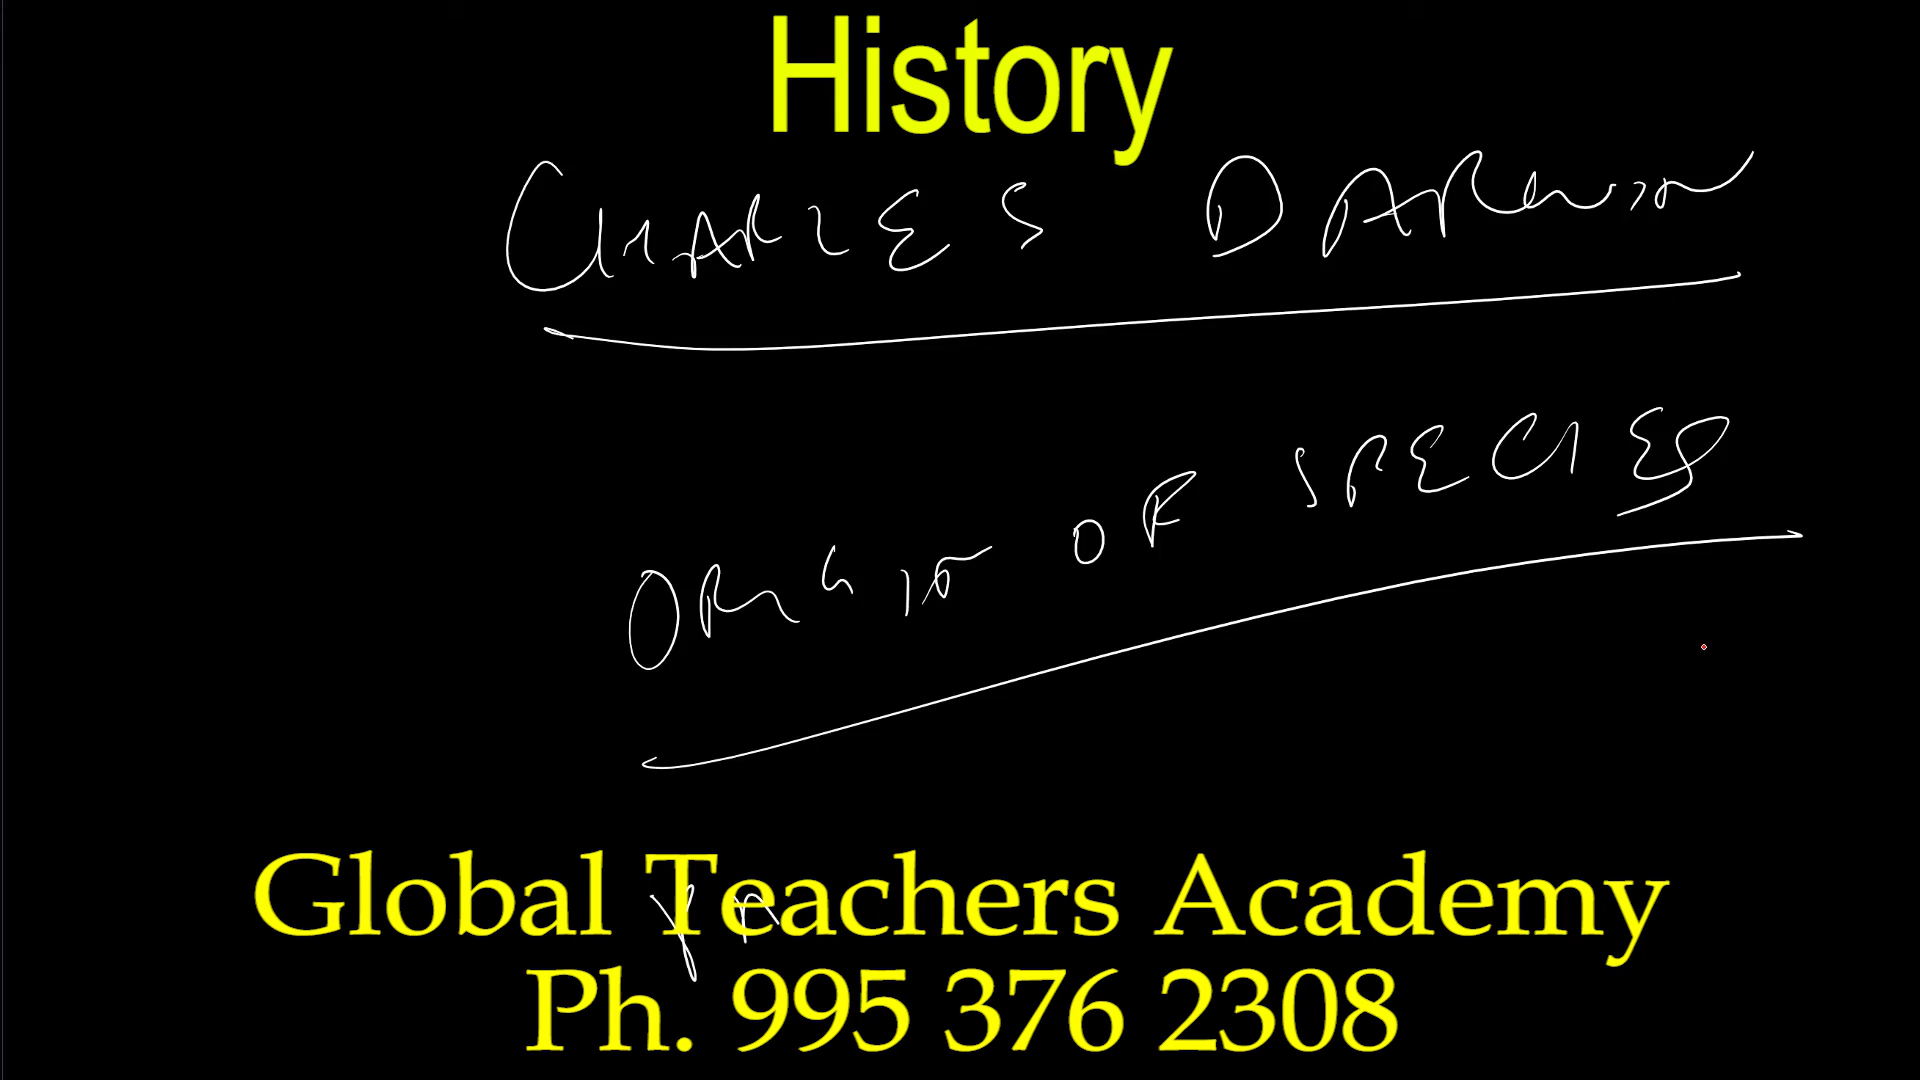 History
CHARLES DARWIN
ORIGIN OF SPECIES
Global Teachers Academy
Ph. 995 376 2308